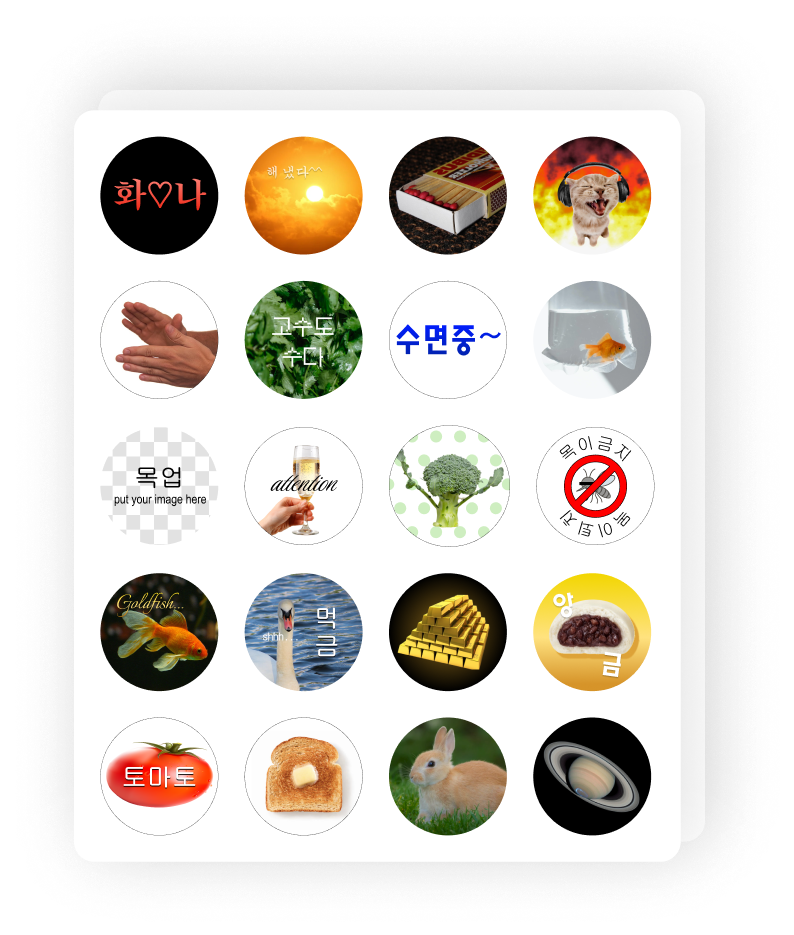 화♡나
해 냈다~~
고수도
수다
수면중~
목업
put your image here
attention
목이금지
Goldfish...
shhh...
먹
금
앙
금
토마토